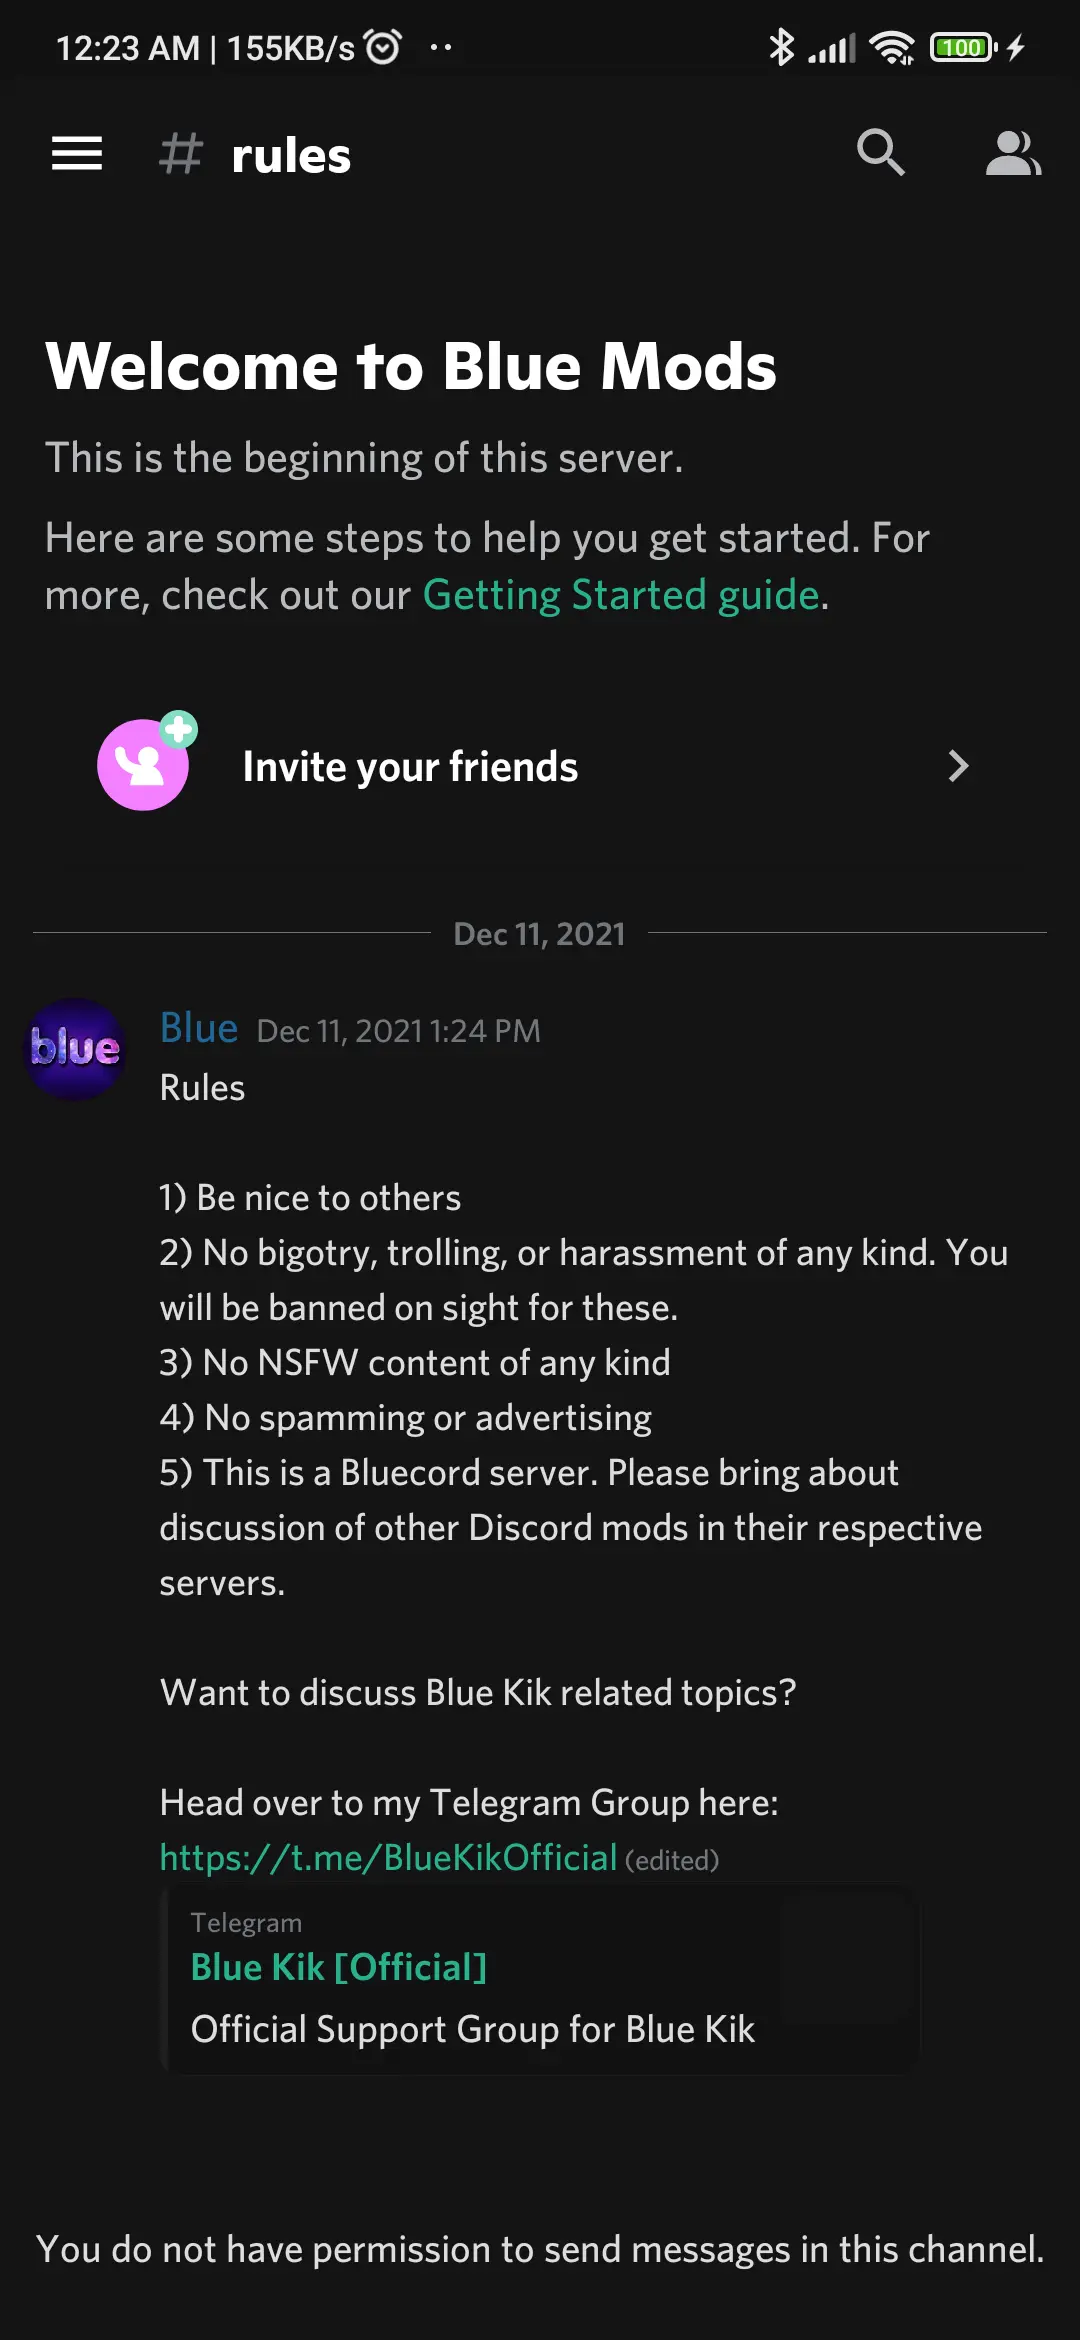 12:23 AM | 155KB/s
100
# rules
Welcome to Blue Mods
This is the beginning of this server.
Here are some steps to help you get started. For
more, check out our Getting Started guide.
Invite your friends
Dec 11, 2021
blue
Blue Dec 11, 2021 1:24 PM
Rules
1) Be nice to others
2) No bigotry, trolling, or harassment of any kind. You
will be banned on sight for these.
3) No NSFW content of any kind
4) No spamming or advertising
5) This is a Bluecord server. Please bring about
discussion of other Discord mods in their respective
servers.
Want to discuss Blue Kik related topics?
Head over to my Telegram Group here:
https://t.me/BlueKikOfficial (edited)
Telegram
Blue Kik [Official]
Official Support Group for Blue Kik
You do not have permission to send messages in this channel.